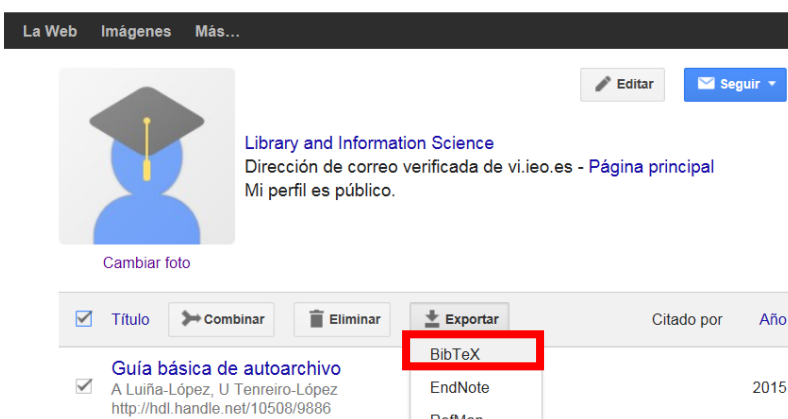 La Web Imágenes Más...
Editar Seguir
Library and Information Science
Dirección de correo verificada de vi.ieo.es - Página principal
Mi perfil es público.
Cambiar foto
Título Combinar Eliminar Exportar Citado por Año
BibTeX
Guía básica de autoarchivo
A Luiña-López, U Tenreiro-López EndNote 2015
http://hdl.handle.net/10508/9886
RefMan